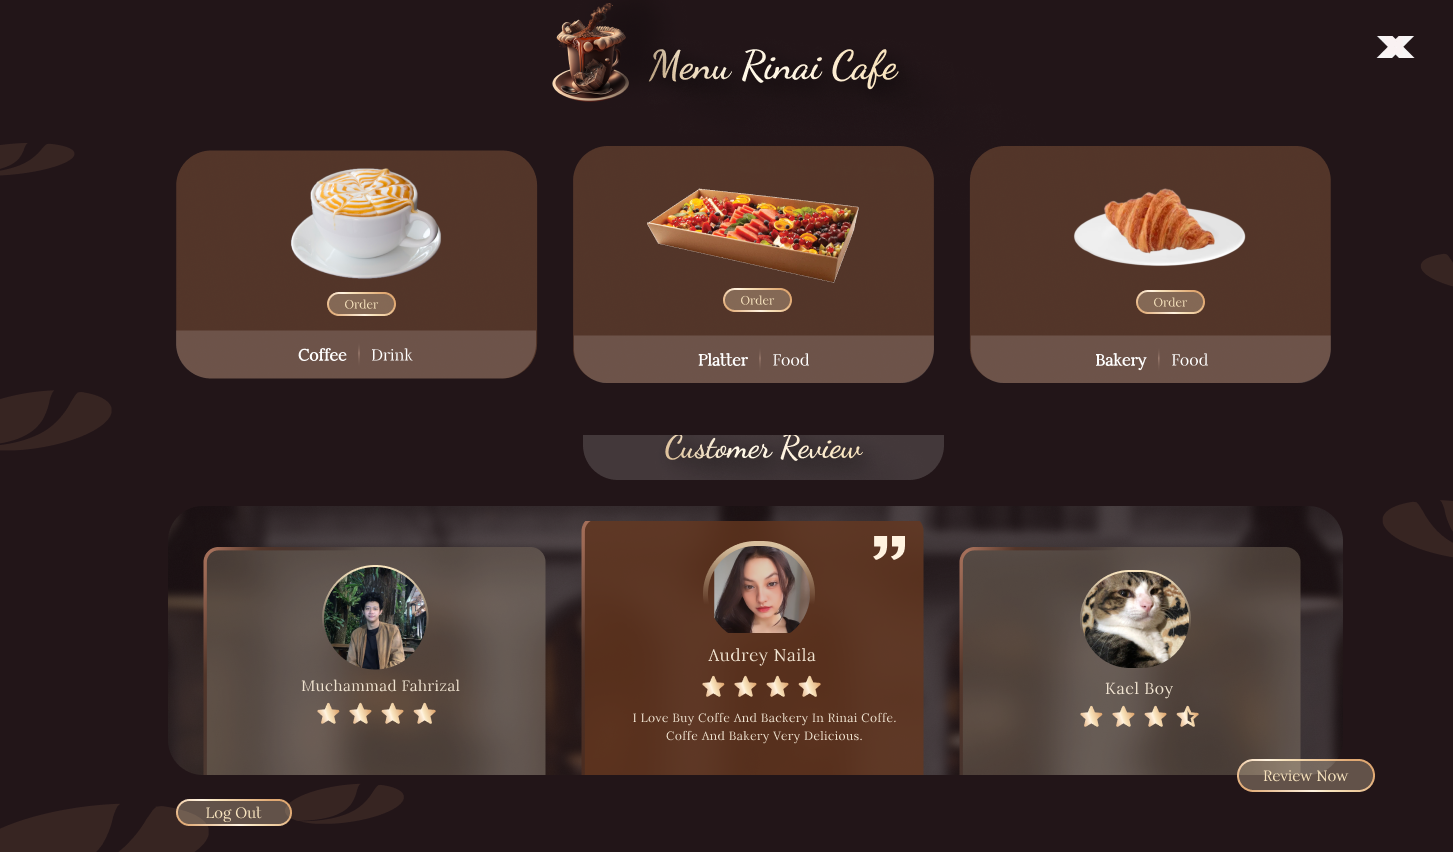 Menu Rinai Cafe
Order
Order
Order
Coffee | Drink
Platter | Food
Bakery | Food
Customer Review
”
Muchammad Fahrizal
Audrey Naila
I Love Buy Coffe And Backery In Rinai Coffe.
Coffe And Bakery Very Delicious.
Kael Boy
Review Now
Log Out